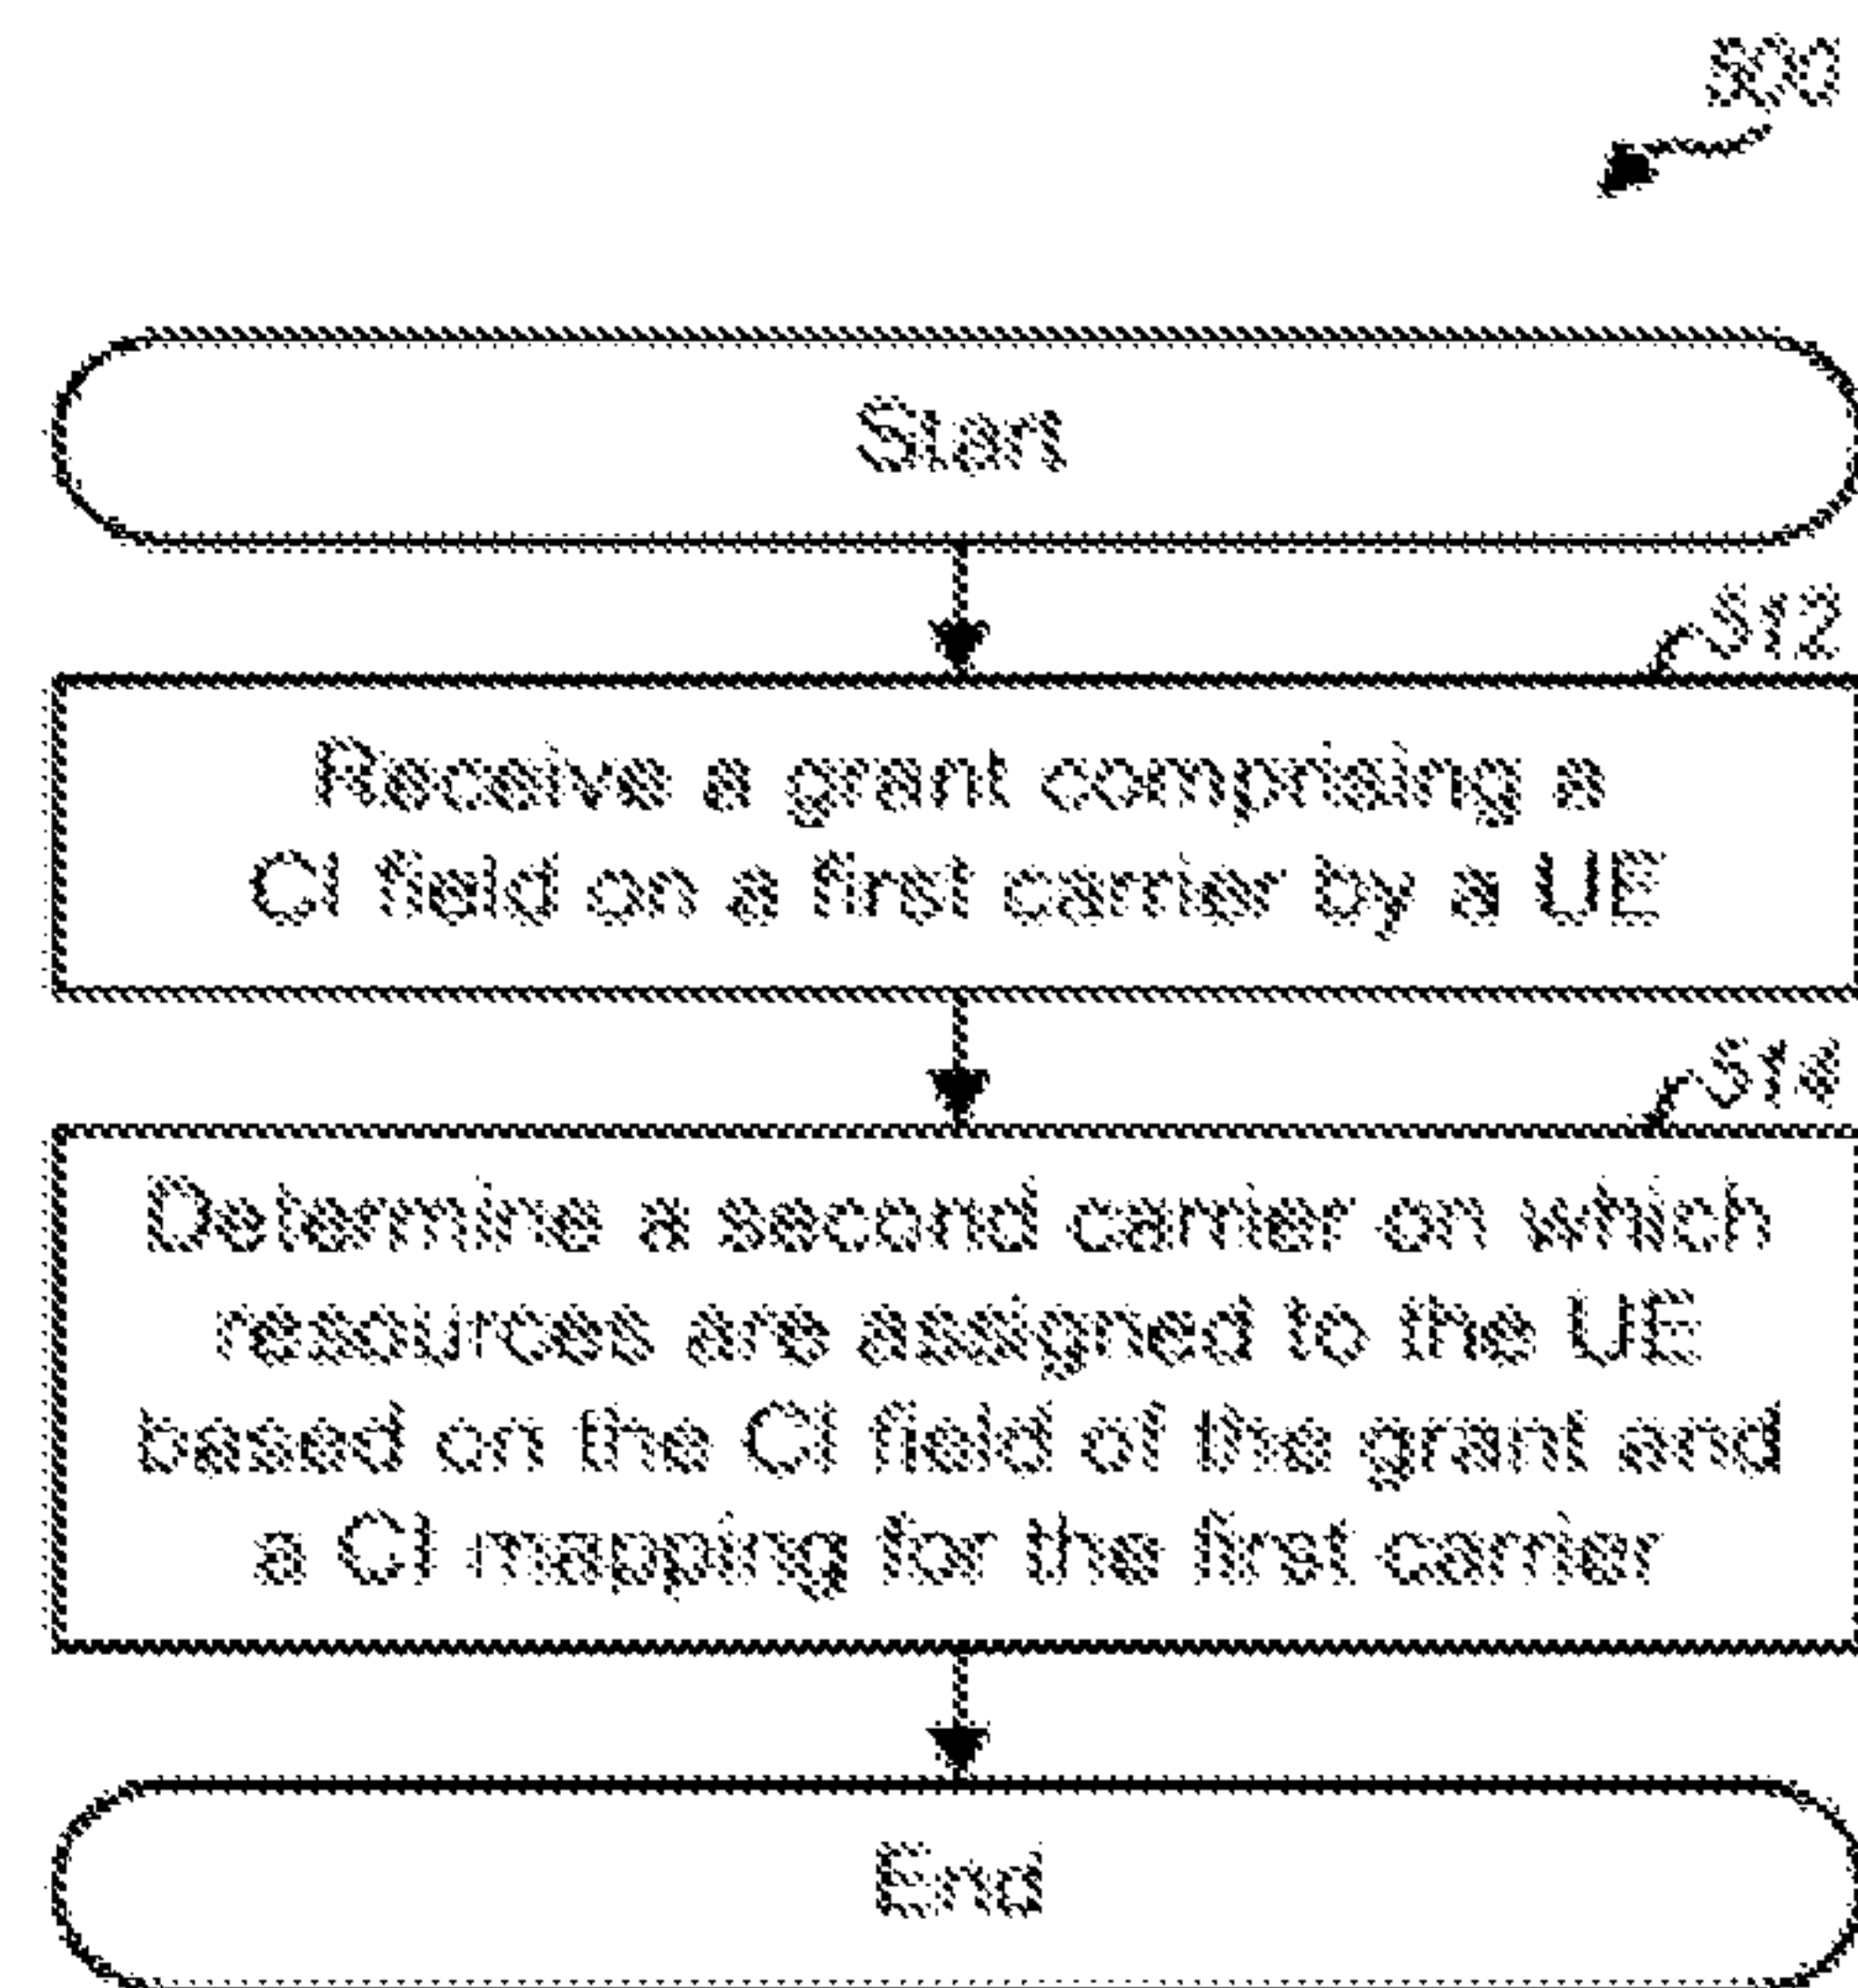 Start
512
Receive a grant comprising a
CI field on a first carrier by a UE
514
Determine a second carrier on which
resources are assigned to the UE
based on the CI field of the grant and
a CI mapping for the first carrier
End